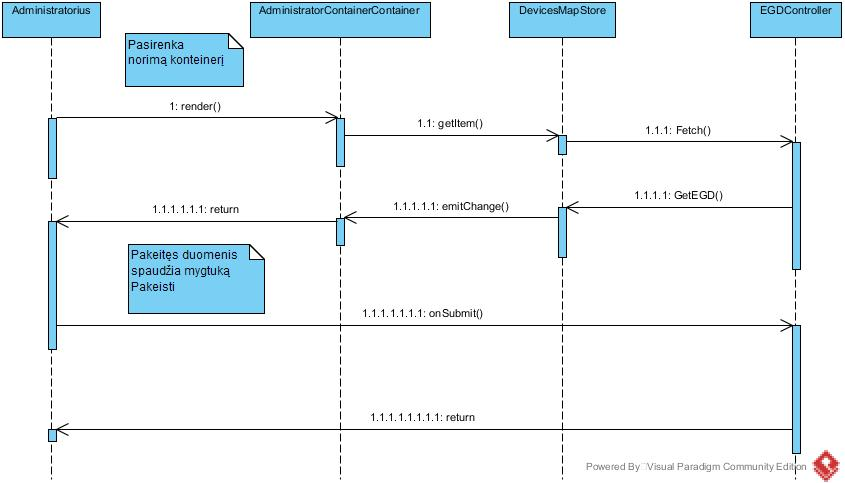 Administratorius
AdministratorContainerContainer
DevicesMapStore
EGDController
Pasirenka
norimą konteinerį
1: render()
1.1: getItem()
1.1.1: Fetch()
1.1.1.1: GetEGD()
1.1.1.1.1: emitChange()
1.1.1.1.1.1: return
Pakeitęs duomenis
spaudžia mygtuką
Pakeisti
1.1.1.1.1.1.1: onSubmit()
1.1.1.1.1.1.1.1: return
Powered By Visual Paradigm Community Edition